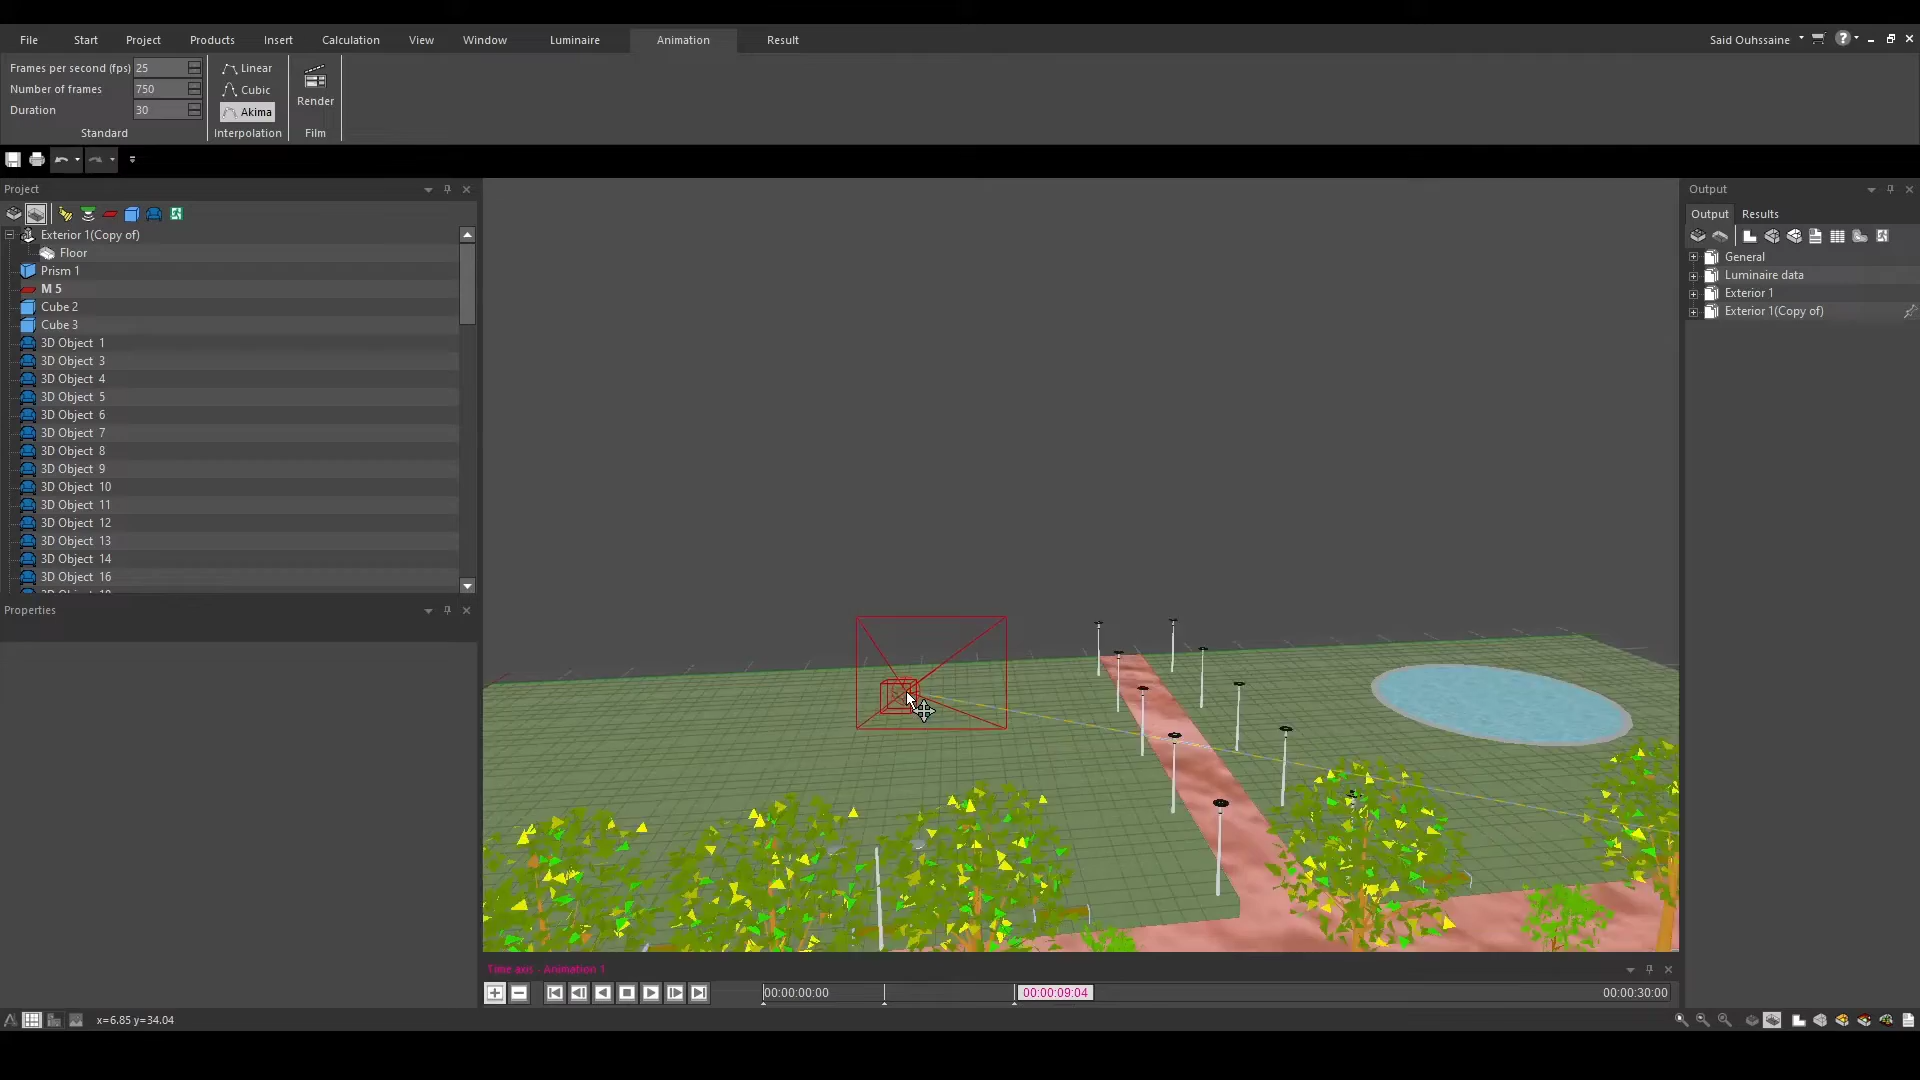 File Start Project Products Insert Calculation View Window Luminaire Animation Result Said Ouhssaine
Frames per second (fps) 25
Number of frames 750
Duration 30
Standard
Linear
Cubic
Akima
Interpolation
Render
Film
Project
Exterior 1(Copy of)
Floor
Prism 1
M 5
Cube 2
Cube 3
3D Object 1
3D Object 3
3D Object 4
3D Object 5
3D Object 6
3D Object 7
3D Object 8
3D Object 9
3D Object 10
3D Object 11
3D Object 12
3D Object 13
3D Object 14
3D Object 16
Properties
Output
Output Results
General
Luminaire data
Exterior 1
Exterior 1(Copy of)
Time axis - Animation 1
00:00:00:00 00:00:09:04 00:00:30:00
x=6.85 y=34.04